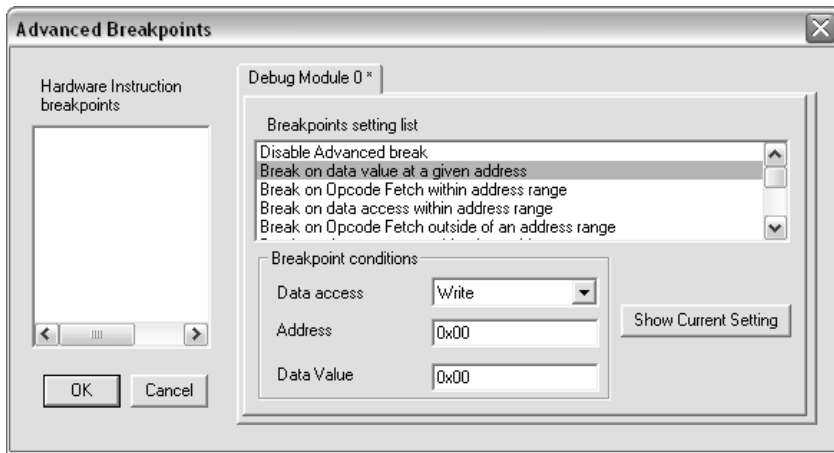 Advanced Breakpoints
Hardware Instruction
breakpoints
OK
Cancel
Debug Module 0 *
Breakpoints setting list
Disable Advanced break
Break on data value at a given address
Break on Opcode Fetch within address range
Break on data access within address range
Break on Opcode Fetch outside of an address range
Breakpoint conditions
Data access
Write
Address
0x00
Data Value
0x00
Show Current Setting